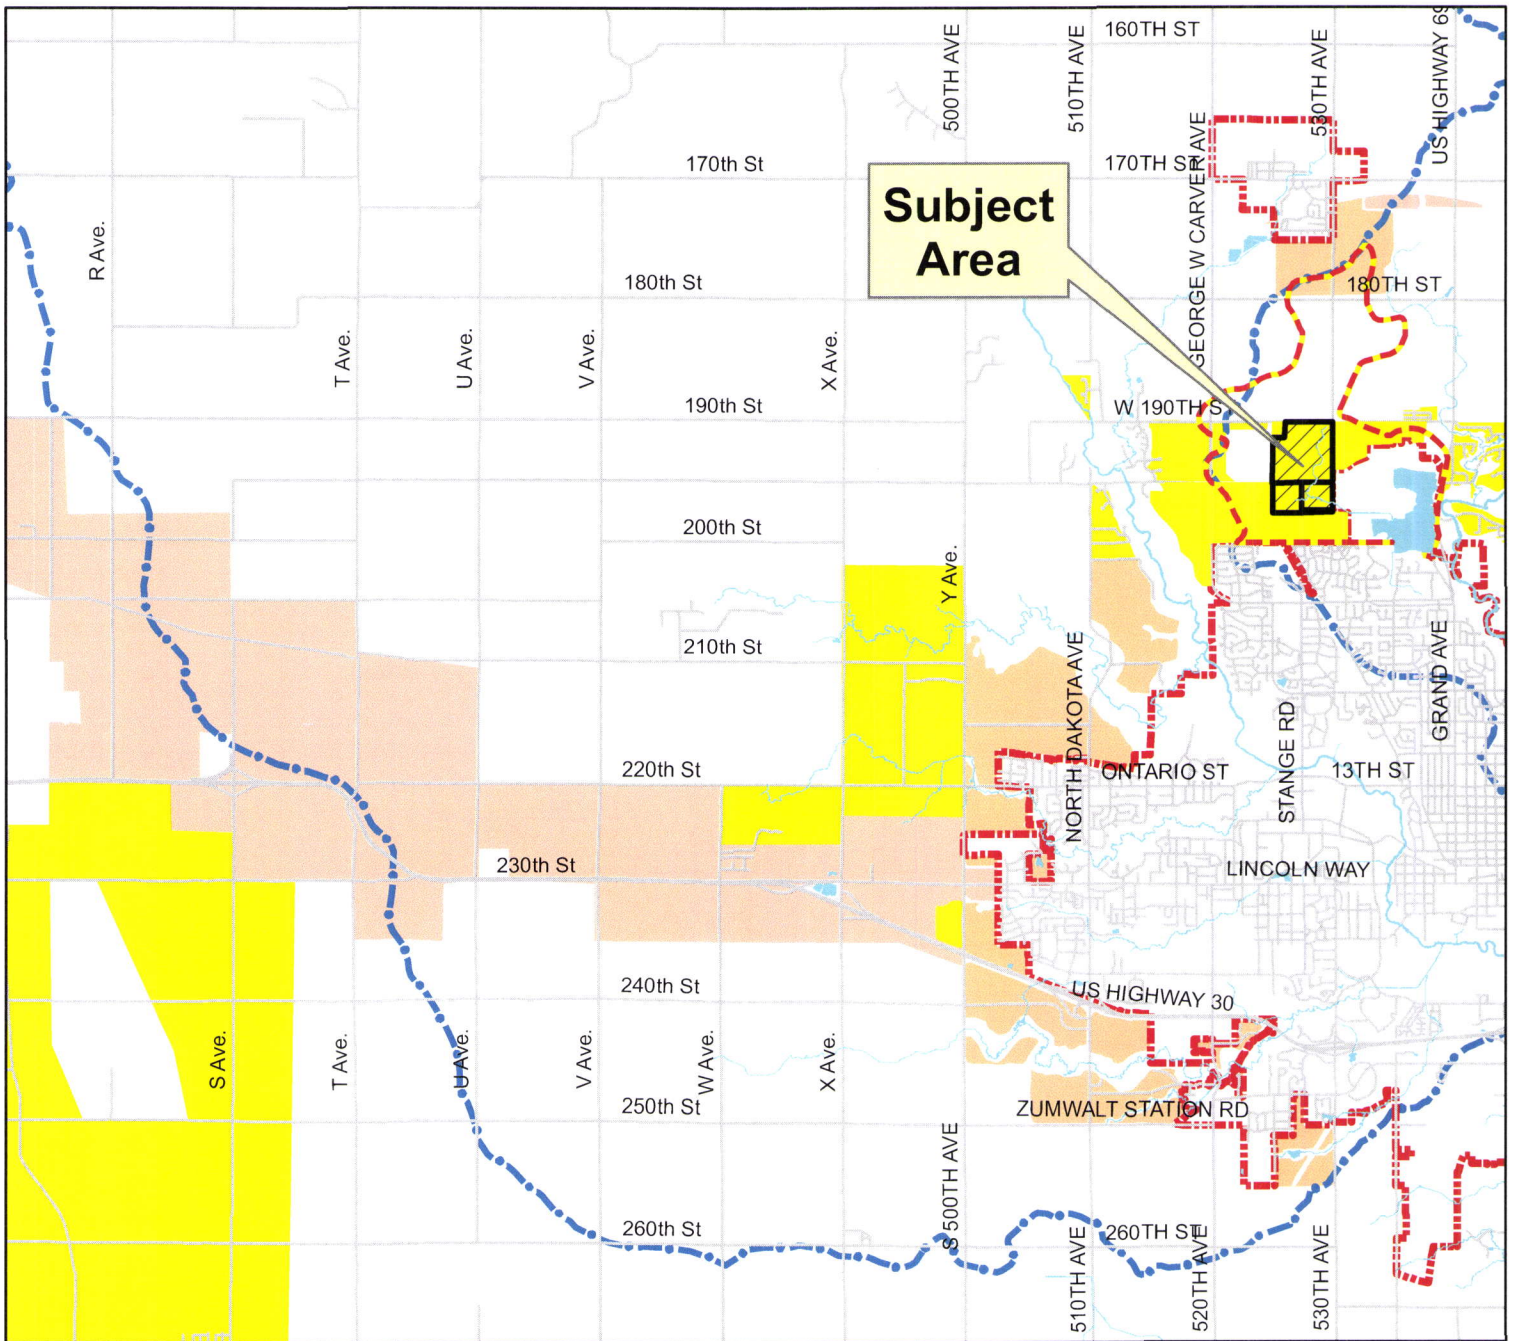 160TH ST
500TH AVE
510TH AVE
530TH AVE
US HIGHWAY 69
170th St
170TH ST
GEORGE W CARVER AVE
Subject
Area
R Ave.
180th St
180TH ST
T Ave.
U Ave.
V Ave.
X Ave.
190th St
W 190TH ST
200th St
Y Ave.
210th St
NORTH DAKOTA AVE
GRAND AVE
STANGE RD
220th St
ONTARIO ST
13TH ST
230th St
LINCOLN WAY
240th St
US HIGHWAY 30
S Ave.
T Ave.
U Ave.
V Ave.
W Ave.
X Ave.
250th St
ZUMWALT STATION RD
S 500TH AVE
260th St
260TH ST
510TH AVE
520TH AVE
530TH AVE